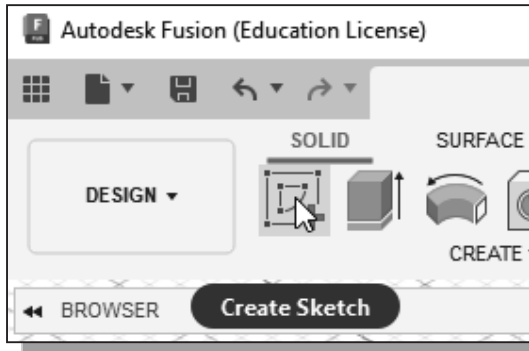 Autodesk Fusion (Education License)
SOLID SURFACE
DESIGN
CREATE
BROWSER
Create Sketch